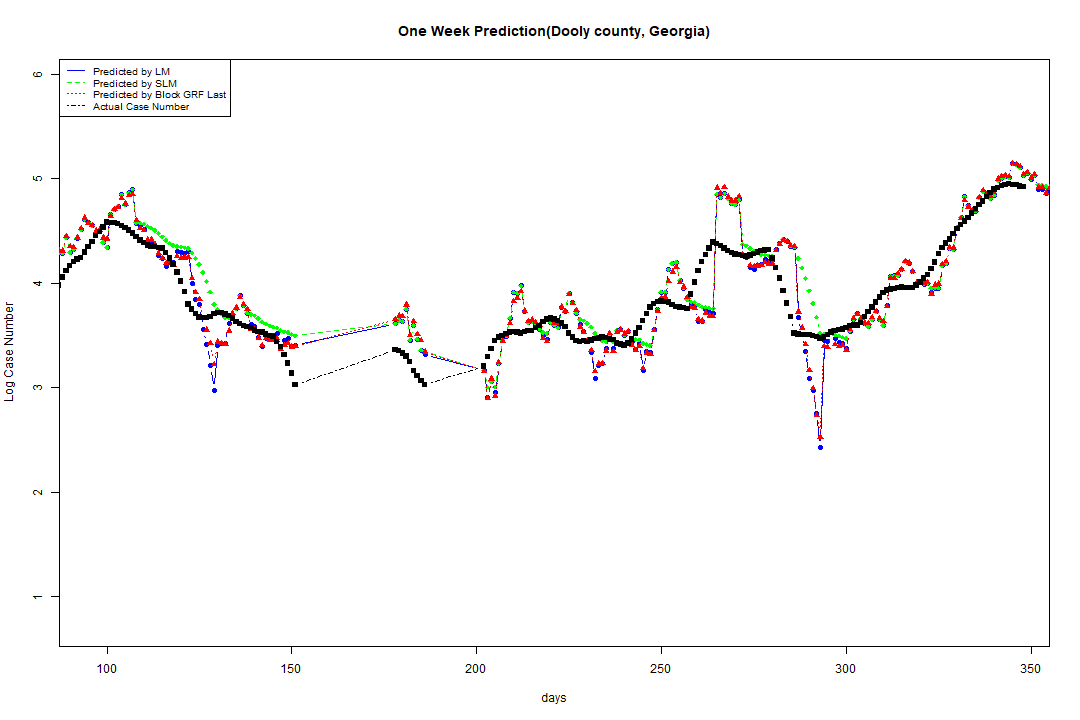 One Week Prediction(Dooly county, Georgia)
Predicted by LM
Predicted by SLM
Predicted by Block GRF Last
Actual Case Number
6
5
4
3
2
1
Log Case Number
100 150 200 250 300 350
days